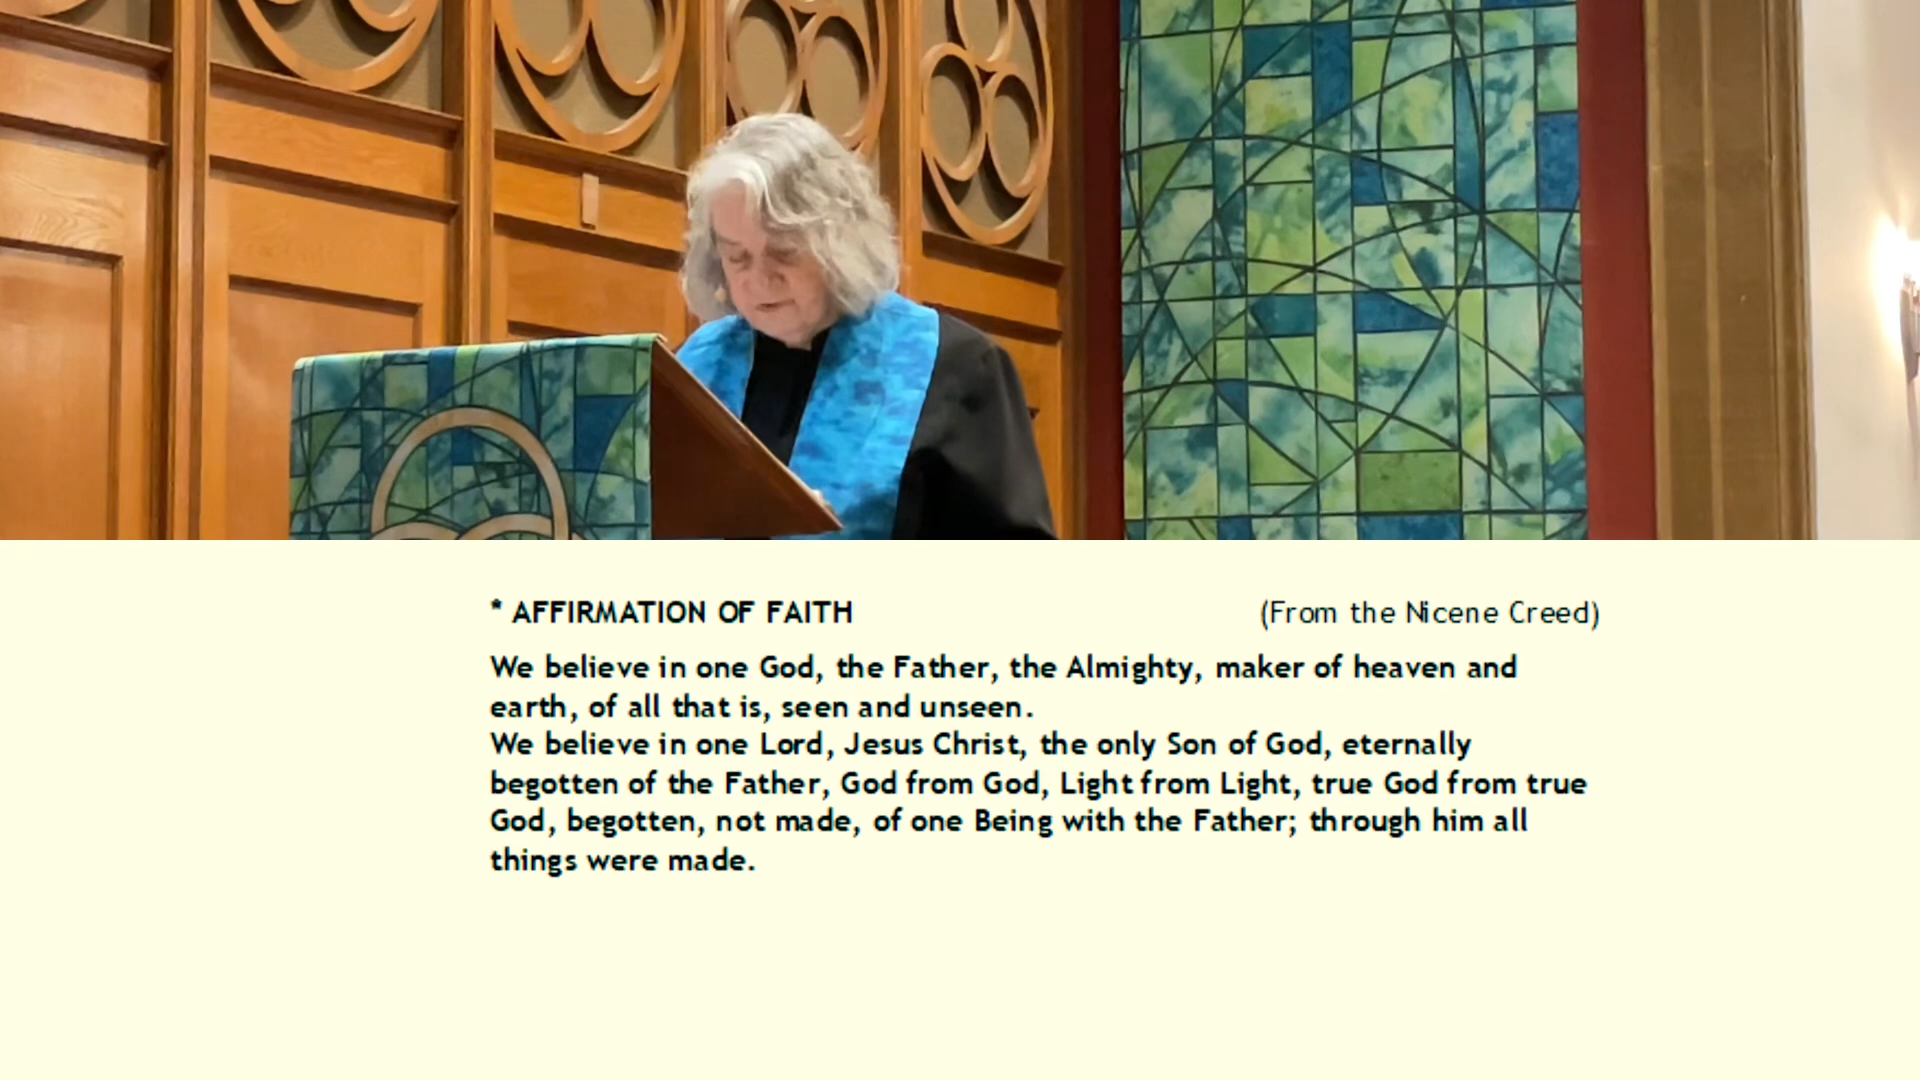 * AFFIRMATION OF FAITH (From the Nicene Creed)
We believe in one God, the Father, the Almighty, maker of heaven and
earth, of all that is, seen and unseen.
We believe in one Lord, Jesus Christ, the only Son of God, eternally
begotten of the Father, God from God, Light from Light, true God from true
God, begotten, not made, of one Being with the Father; through him all
things were made.